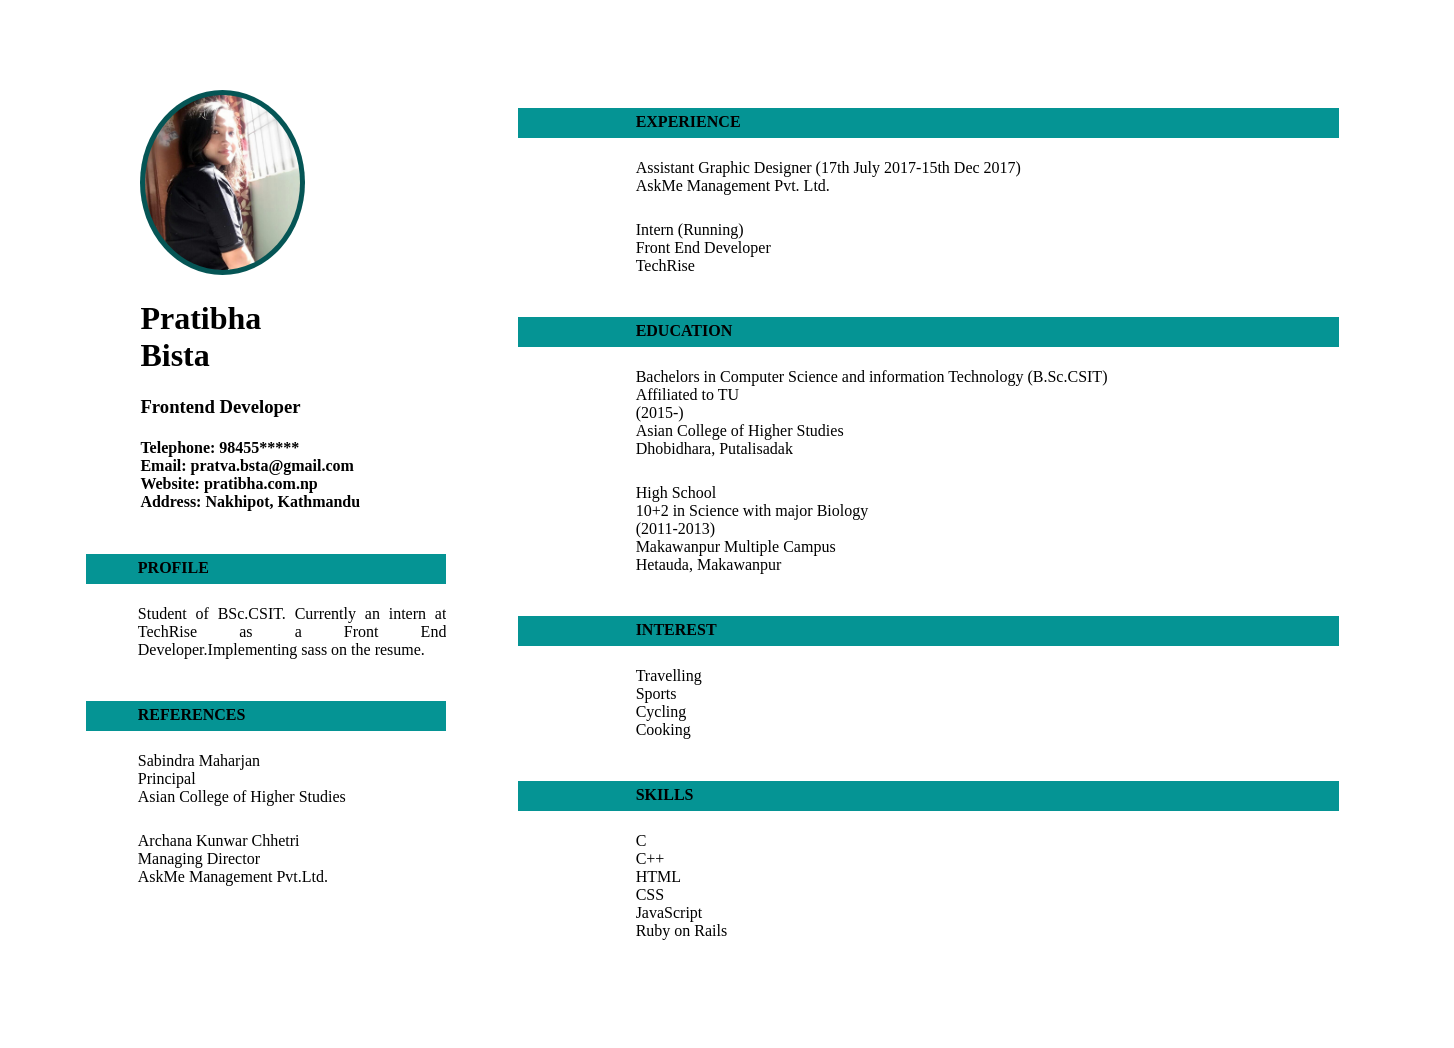 Pratibha
Bista
Frontend Developer
Telephone: 98455*****
Email: pratva.bsta@gmail.com
Website: pratibha.com.np
Address: Nakhipot, Kathmandu
PROFILE
Student of BSc.CSIT. Currently an intern at
TechRise as a Front End
Developer.Implementing sass on the resume.
REFERENCES
Sabindra Maharjan
Principal
Asian College of Higher Studies
Archana Kunwar Chhetri
Managing Director
AskMe Management Pvt.Ltd.
EXPERIENCE
Assistant Graphic Designer (17th July 2017-15th Dec 2017)
AskMe Management Pvt. Ltd.
Intern (Running)
Front End Developer
TechRise
EDUCATION
Bachelors in Computer Science and information Technology (B.Sc.CSIT)
Affiliated to TU
(2015-)
Asian College of Higher Studies
Dhobidhara, Putalisadak
High School
10+2 in Science with major Biology
(2011-2013)
Makawanpur Multiple Campus
Hetauda, Makawanpur
INTEREST
Travelling
Sports
Cycling
Cooking
SKILLS
C
C++
HTML
CSS
JavaScript
Ruby on Rails